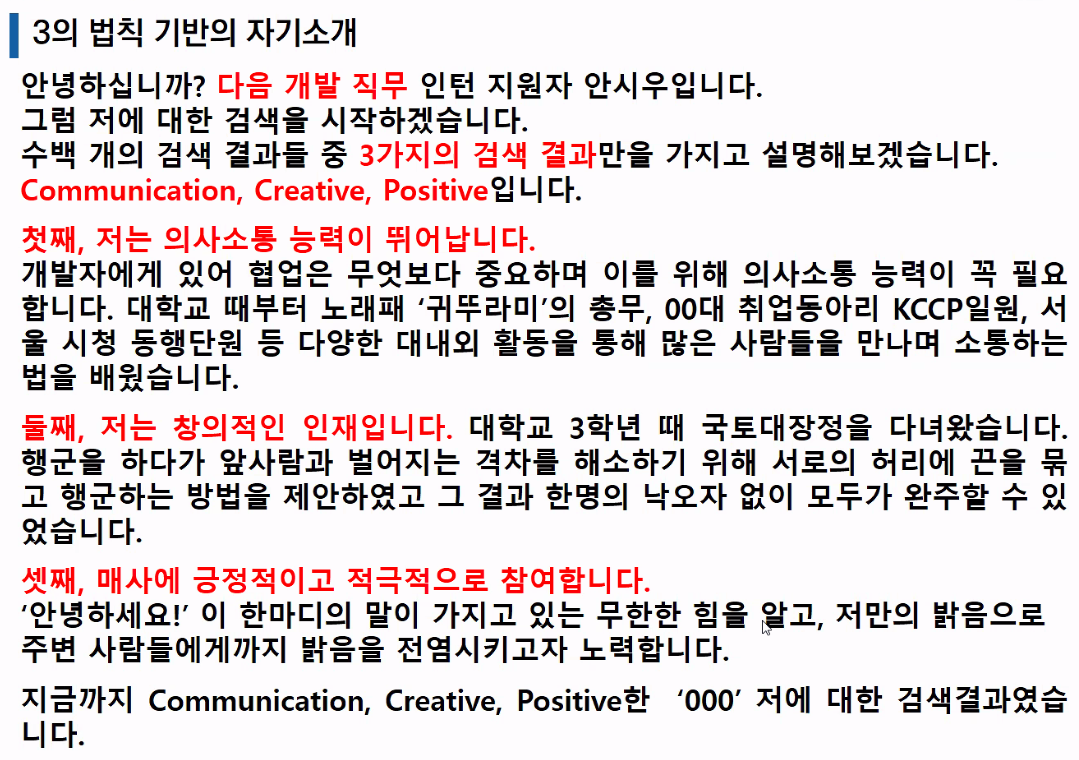 3의 법칙 기반의 자기소개
안녕하십니까? 다음 개발 직무 인턴 지원자 안시우입니다.
그럼 저에 대한 검색을 시작하겠습니다.
수백 개의 검색 결과들 중 3가지의 검색 결과만을 가지고 설명해보겠습니다.
Communication, Creative, Positive입니다.
첫째, 저는 의사소통 능력이 뛰어납니다.
개발자에게 있어 협업은 무엇보다 중요하며 이를 위해 의사소통 능력이 꼭 필요
합니다. 대학교 때부터 노래패 ‘귀뚜라미’의 총무, 00대 취업동아리 KCCP일원, 서
울 시청 동행단원 등 다양한 대내외 활동을 통해 많은 사람들을 만나며 소통하는
법을 배웠습니다.
둘째, 저는 창의적인 인재입니다. 대학교 3학년 때 국토대장정을 다녀왔습니다.
행군을 하다가 앞사람과 벌어지는 격차를 해소하기 위해 서로의 허리에 끈을 묶
고 행군하는 방법을 제안하였고 그 결과 한명의 낙오자 없이 모두가 완주할 수 있
었습니다.
셋째, 매사에 긍정적이고 적극적으로 참여합니다.
‘안녕하세요!’ 이 한마디의 말이 가지고 있는 무한한 힘을 알고, 저만의 밝음으로
주변 사람들에게까지 밝음을 전염시키고자 노력합니다.
지금까지 Communication, Creative, Positive한 ‘000’ 저에 대한 검색결과였습
니다.